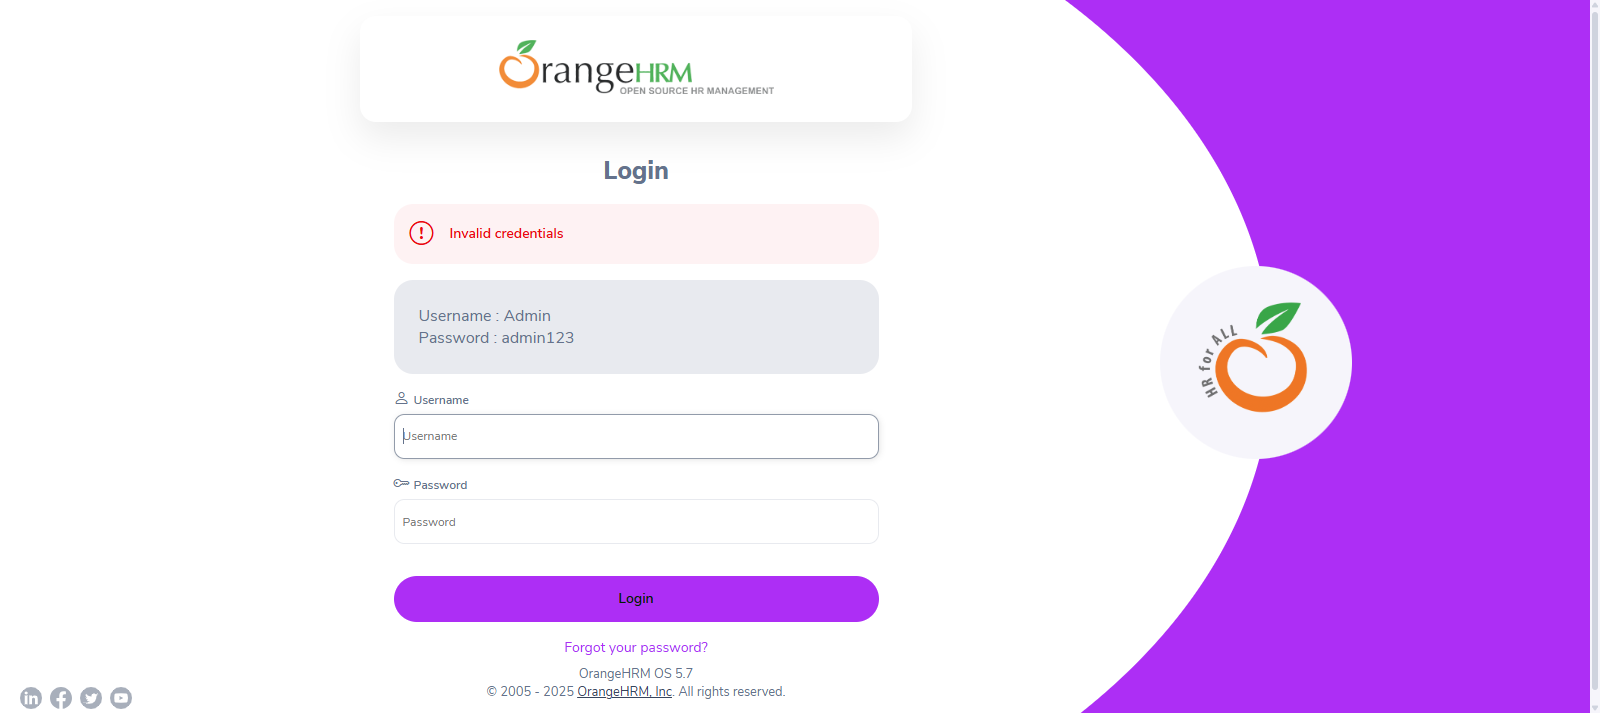 OrangeHRM
OPEN SOURCE HR MANAGEMENT
Login
Invalid credentials
Username : Admin
Password : admin123
Username
Username
Password
Password
Login
Forgot your password?
OrangeHRM OS 5.7
© 2005 - 2025 OrangeHRM, Inc. All rights reserved.
HR for ALL